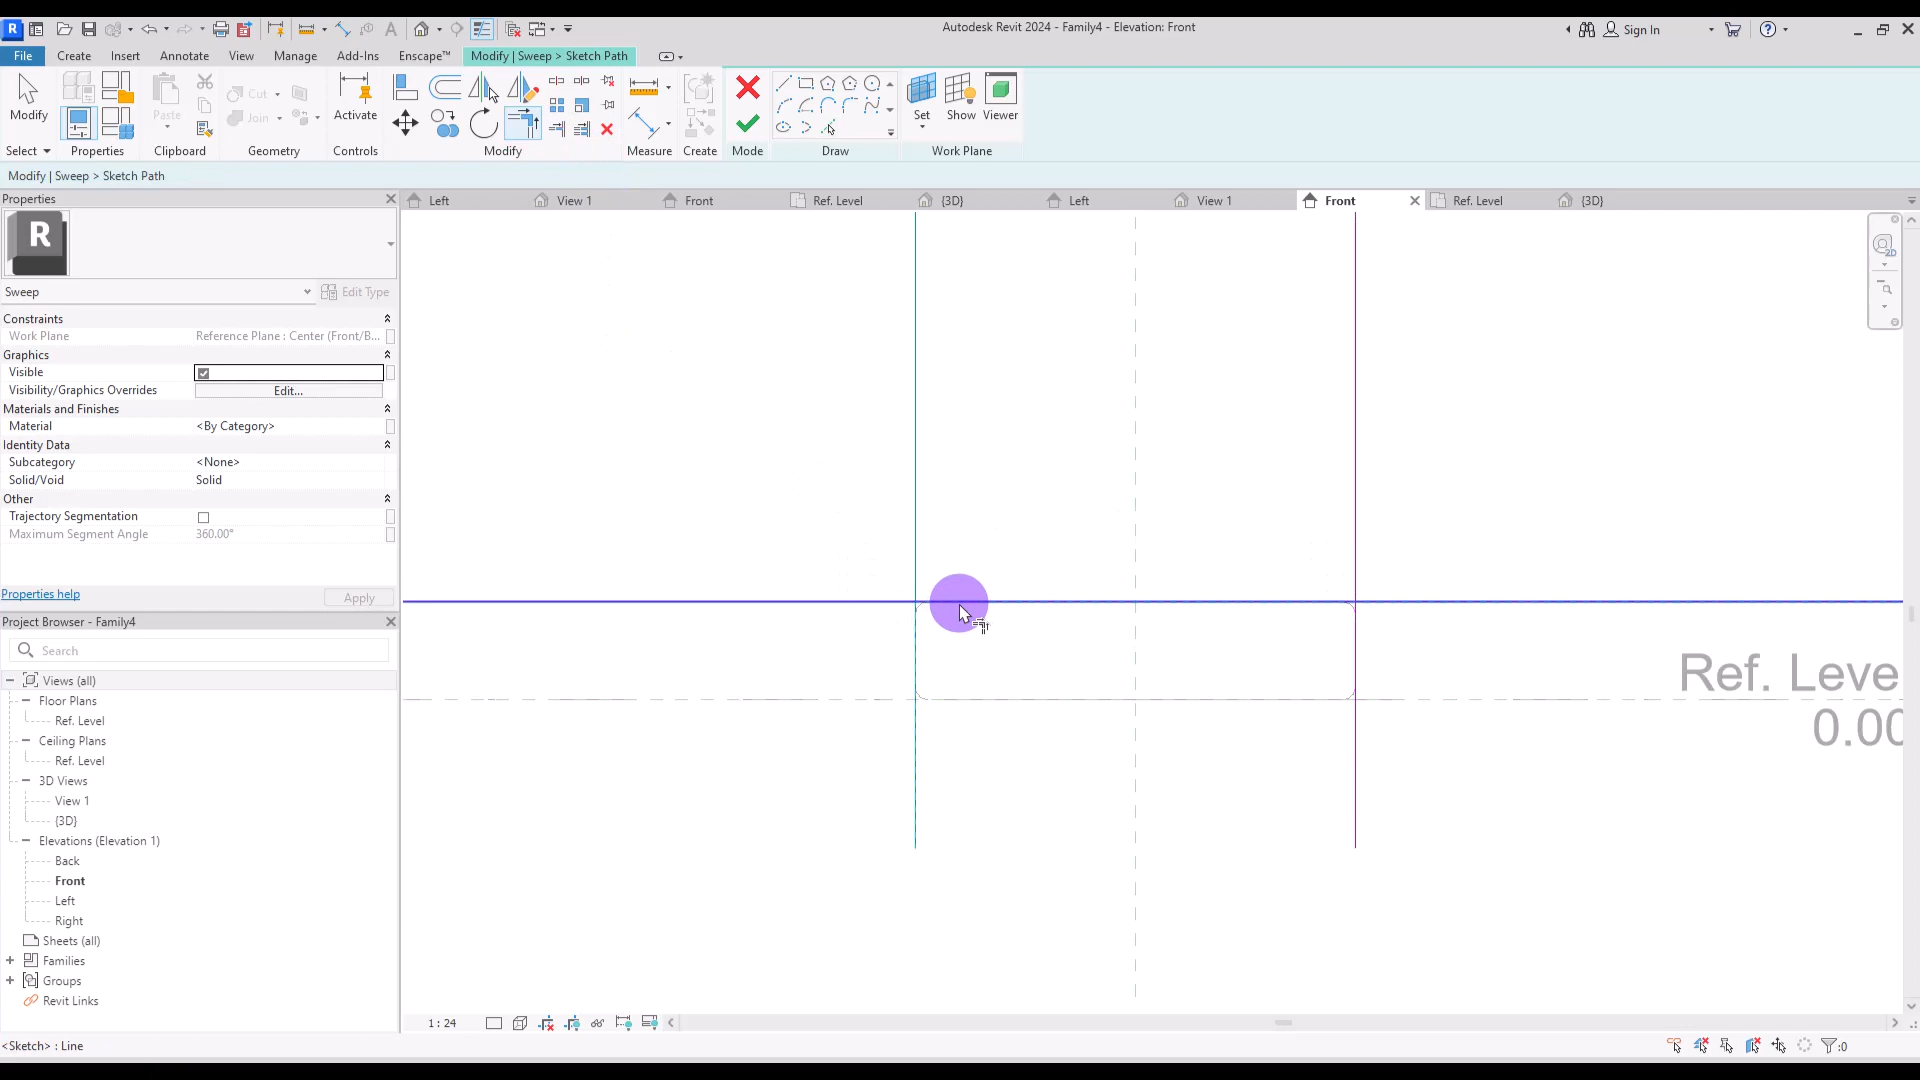 Autodesk Revit 2024 - Family4 - Elevation: Front
Sign In
File
Create
Insert
Annotate
View
Manage
Add-Ins
Enscape™
Modify | Sweep > Sketch Path
Modify
Paste
Cut
Join
Activate
Set
Show
Viewer
Select
Properties
Clipboard
Geometry
Controls
Modify
Measure
Create
Mode
Draw
Work Plane
Modify | Sweep > Sketch Path
Properties
Left
View 1
Front
Ref. Level
{3D}
Left
View 1
Front
Ref. Level
{3D}
R
Sweep
Edit Type
Constraints
Work Plane
Reference Plane : Center (Front/B...
Graphics
Visible
Visibility/Graphics Overrides
Edit...
Materials and Finishes
Material
<By Category>
Identity Data
Subcategory
<None>
Solid/Void
Solid
Other
Trajectory Segmentation
Maximum Segment Angle
360.00°
Properties help
Apply
Project Browser - Family4
Search
Views (all)
Floor Plans
Ref. Level
Ceiling Plans
Ref. Level
3D Views
View 1
{3D}
Elevations (Elevation 1)
Back
Front
Left
Right
Sheets (all)
Families
Groups
Revit Links
Ref. Leve
0.00
2D
1 : 24
<Sketch> : Line
:0